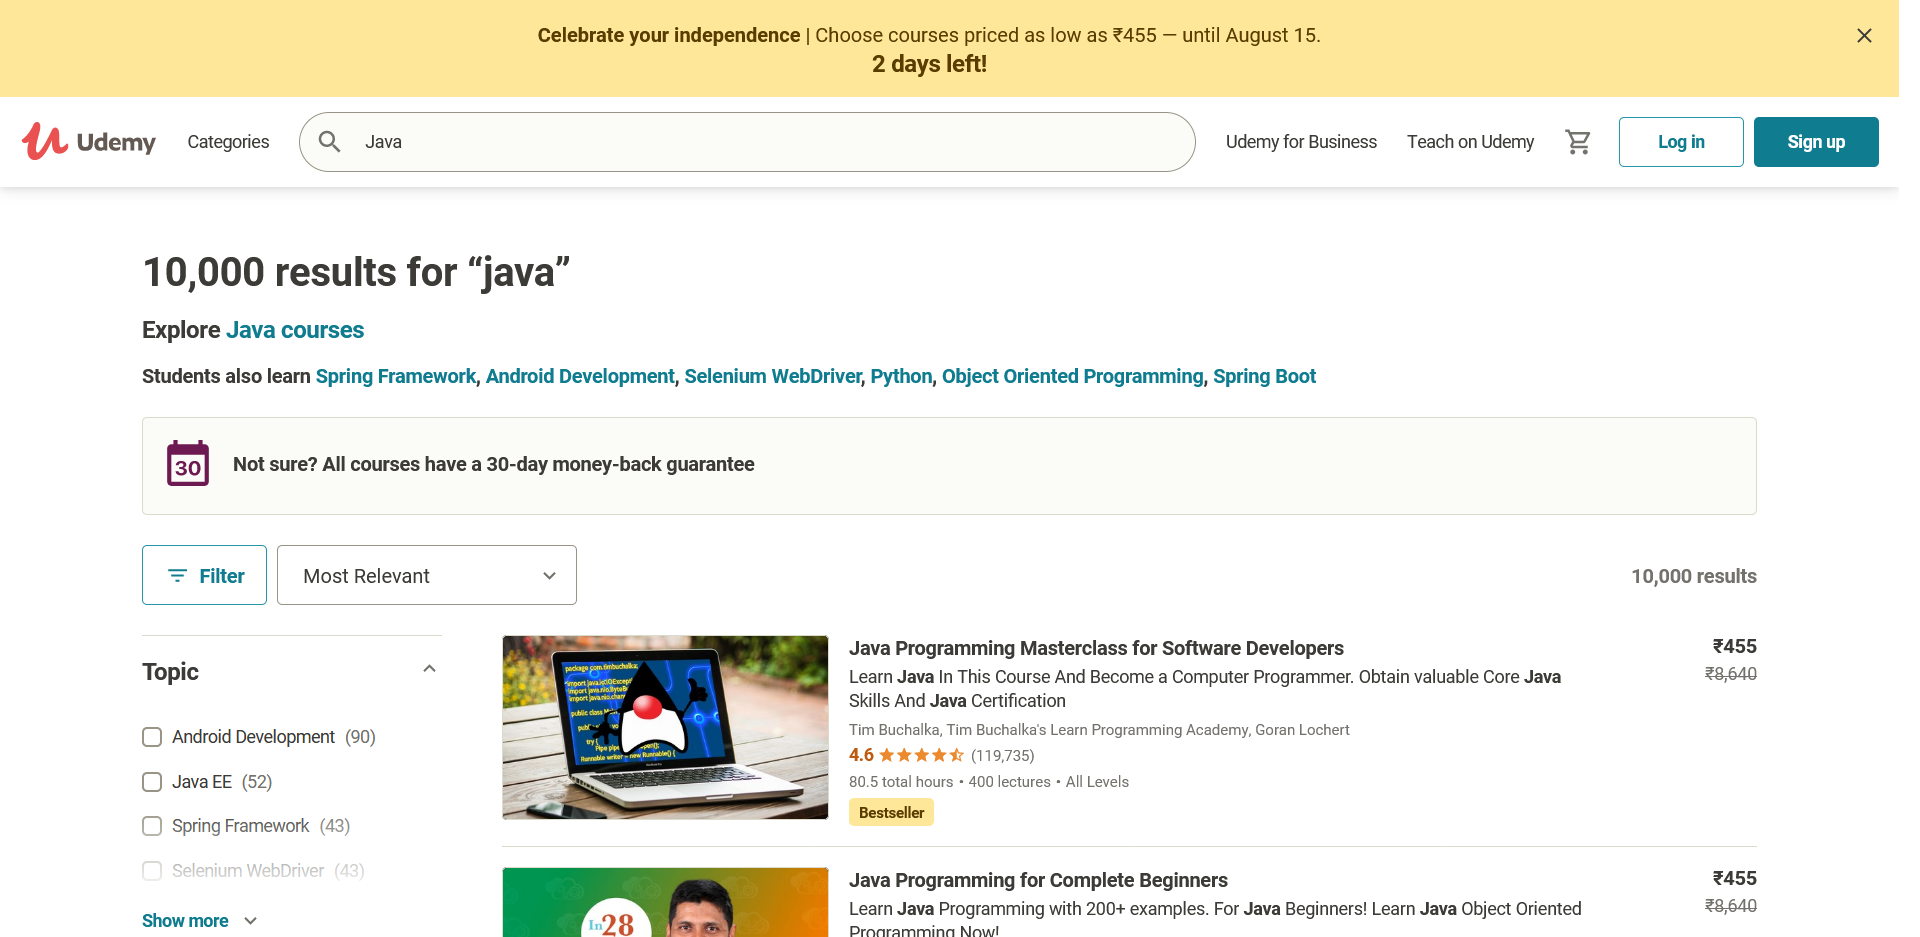 Celebrate your independence | Choose courses priced as low as ₹455 — until August 15.
2 days left!
Udemy
Categories
Java
Udemy for Business
Teach on Udemy
Log in
Sign up
10,000 results for “java”
Explore Java courses
Students also learn Spring Framework, Android Development, Selenium WebDriver, Python, Object Oriented Programming, Spring Boot
30
Not sure? All courses have a 30-day money-back guarantee
Filter
Most Relevant
10,000 results
Topic
Android Development (90)
Java EE (52)
Spring Framework (43)
Selenium WebDriver (43)
Show more
Java Programming Masterclass for Software Developers
₹455
Learn Java In This Course And Become a Computer Programmer. Obtain valuable Core Java
₹8,640
Skills And Java Certification
Tim Buchalka, Tim Buchalka's Learn Programming Academy, Goran Lochert
4.6 (119,735)
80.5 total hours • 400 lectures • All Levels
Bestseller
In28
Java Programming for Complete Beginners
₹455
Learn Java Programming with 200+ examples. For Java Beginners! Learn Java Object Oriented
₹8,640
Programming Now!